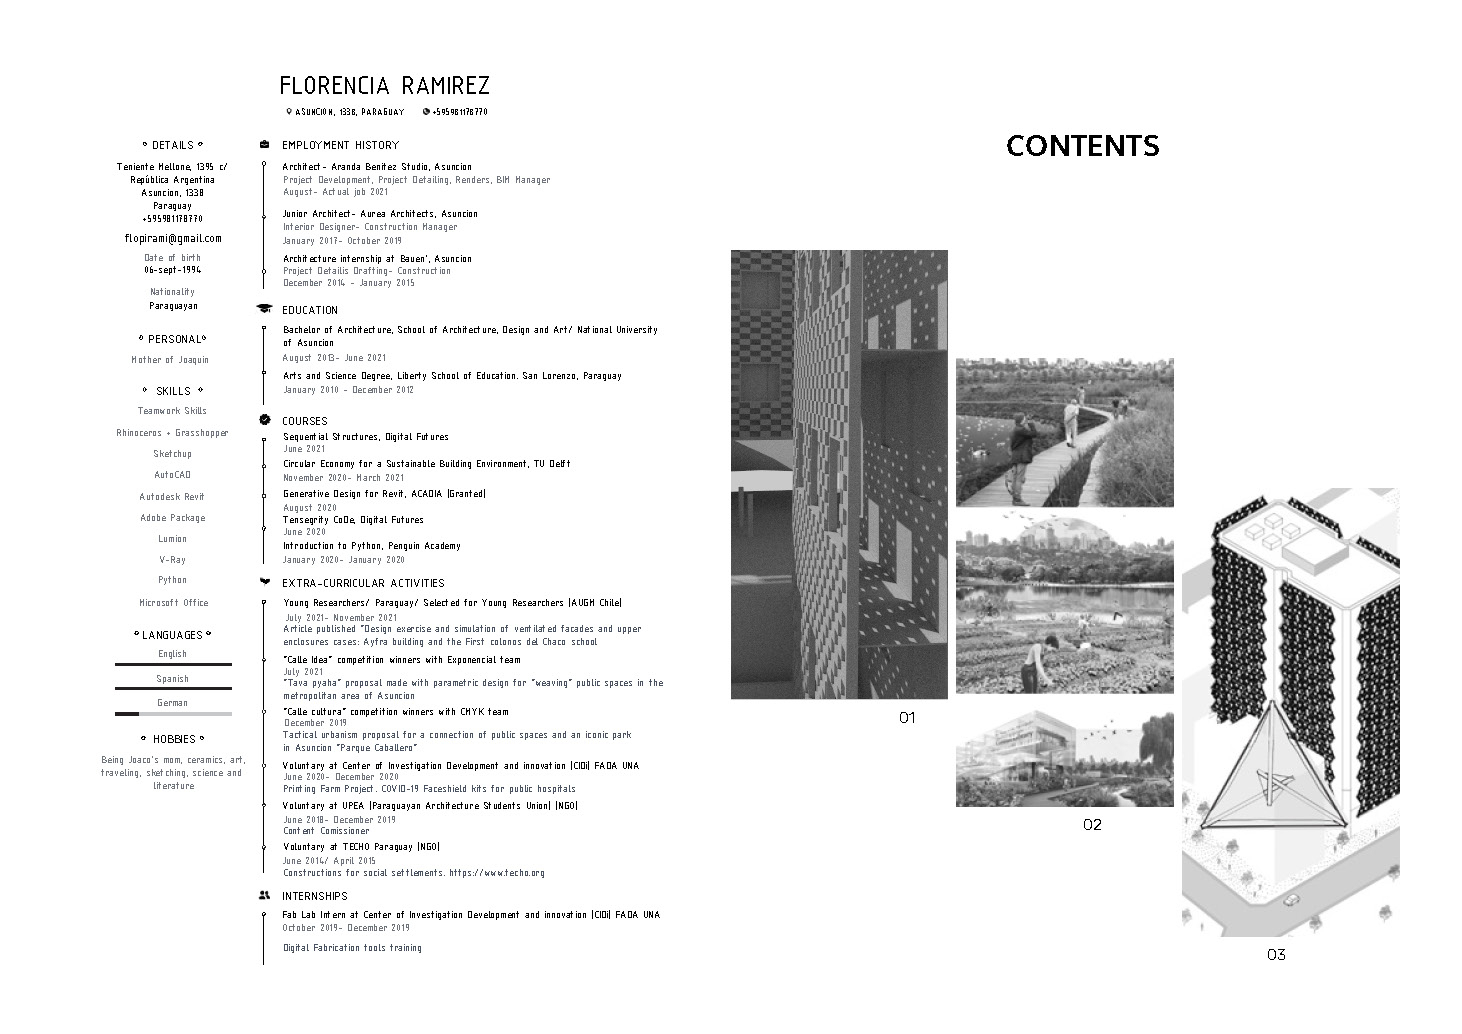 FLORENCIA RAMIREZ
ASUNCION, 1338, PARAGUAY +595981178770
DETAILS
Teniente Mellone, 1395 c/
República Argentina
Asuncion, 1338
Paraguay
+595981178770
flopirami@gmail.com
Date of birth
06-sept-1994
Nationality
Paraguayan
PERSONAL
Mother of Joaquin
SKILLS
Teamwork Skills
Rhinoceros + Grasshopper
Sketchup
AutoCAD
Autodesk Revit
Adobe Package
Lumion
V-Ray
Python
Microsoft Office
LANGUAGES
English
Spanish
German
HOBBIES
Being Joaco's mom, ceramics, art,
traveling, sketching, science and
literature
EMPLOYMENT HISTORY
Architect- Aranda Benitez Studio, Asuncion
Project Development, Project Detailing, Renders, BIM Manager
August- Actual job 2021
Junior Architect- Aurea Architects, Asuncion
Interior Designer- Construction Manager
January 2017- October 2019
Architecture internship at Bauen', Asuncion
Project Detailis Drafting- Construction
December 2014 - January 2015
EDUCATION
Bachelor of Architecture, School of Architecture, Design and Art/ National University
of Asuncion
August 2013- June 2021
Arts and Science Degree, Liberty School of Education. San Lorenzo, Paraguay
January 2010 - December 2012
COURSES
Sequential Structures, Digital Futures
June 2021
Circular Economy for a Sustainable Building Environment, TU Delft
November 2020- March 2021
Generative Design for Revit, ACADIA (Granted)
August 2020
Tensegrity CoDe, Digital Futures
June 2020
Introduction to Python, Penguin Academy
January 2020- January 2020
EXTRA-CURRICULAR ACTIVITIES
Young Researchers/ Paraguay/ Selected for Young Researchers (AUGM Chile)
July 2021- November 2021
Article published "Design exercise and simulation of ventilated facades and upper
enclosures cases: Ayfra building and the First colonos del Chaco school
"Calle Idea" competition winners with Exponencial team
July 2021
"Tava pyaha" proposal made with parametric design for "weaving" public spaces in the
metropolitan area of Asuncion
"Calle cultura" competition winners with CMYK team
December 2019
Tactical urbanism proposal for a connection of public spaces and an iconic park
in Asuncion "Parque Caballero"
Voluntary at Center of Investigation Development and innovation (CIDi) FADA UNA
June 2020- December 2020
Printing Farm Project. COVID-19 Faceshield kits for public hospitals
Voluntary at UPEA (Paraguayan Architecture Students Union) (NGO)
June 2018- December 2019
Content Comissioner
Voluntary at TECHO Paraguay (NGO)
June 2014/ April 2015
Constructions for social settlements. https://www.techo.org
INTERNSHIPS
Fab Lab Intern at Center of Investigation Development and innovation (CIDi) FADA UNA
October 2019- December 2019
Digital Fabrication tools training
CONTENTS
01
02
03